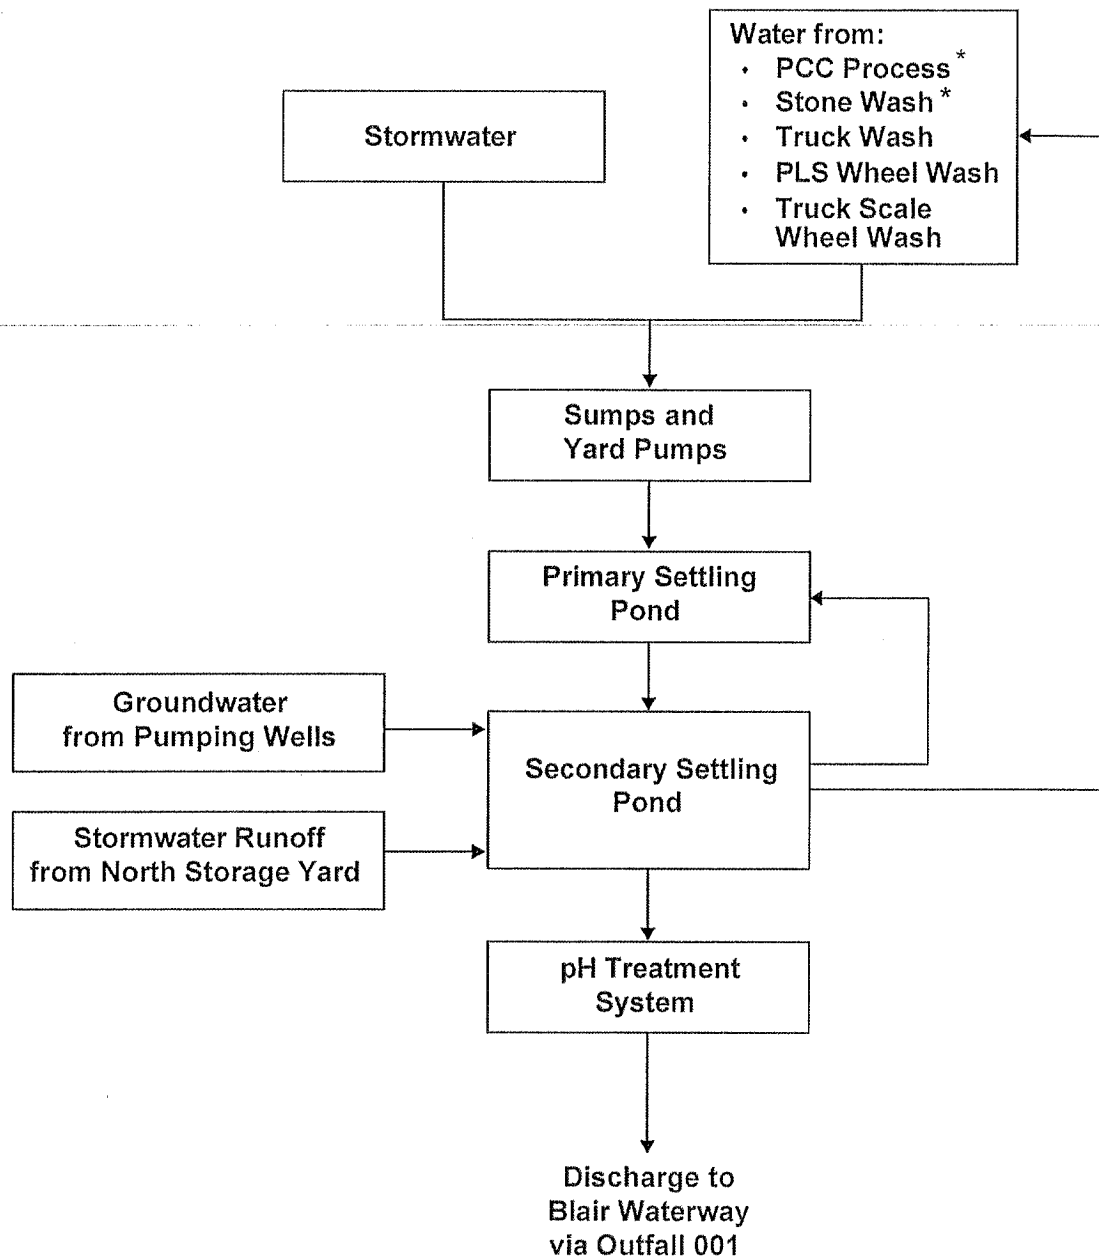 Stormwater
Water from:
• PCC Process *
• Stone Wash *
• Truck Wash
• PLS Wheel Wash
• Truck Scale
Wheel Wash
Sumps and
Yard Pumps
Primary Settling
Pond
Groundwater
from Pumping Wells
Secondary Settling
Pond
Stormwater Runoff
from North Storage Yard
pH Treatment
System
Discharge to
Blair Waterway
via Outfall 001